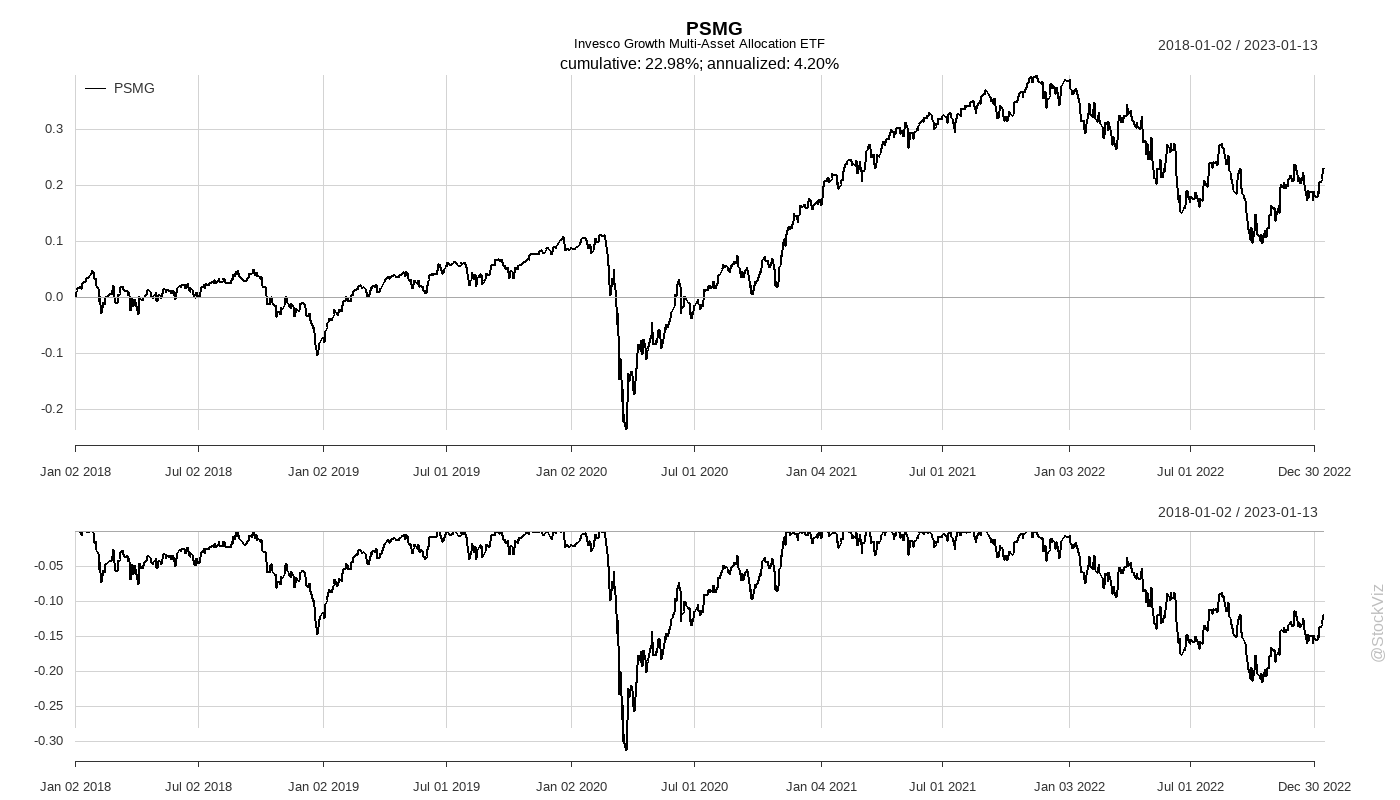 PSMG
Invesco Growth Multi-Asset Allocation ETF
cumulative: 22.98%; annualized: 4.20%
2018-01-02 / 2023-01-13
PSMG
0.3
0.2
0.1
0.0
-0.1
-0.2
Jan 02 2018 Jul 02 2018 Jan 02 2019 Jul 01 2019 Jan 02 2020 Jul 01 2020 Jan 04 2021 Jul 01 2021 Jan 03 2022 Jul 01 2022 Dec 30 2022
2018-01-02 / 2023-01-13
-0.05
-0.10
-0.15
-0.20
-0.25
-0.30
Jan 02 2018 Jul 02 2018 Jan 02 2019 Jul 01 2019 Jan 02 2020 Jul 01 2020 Jan 04 2021 Jul 01 2021 Jan 03 2022 Jul 01 2022 Dec 30 2022
@StockViz